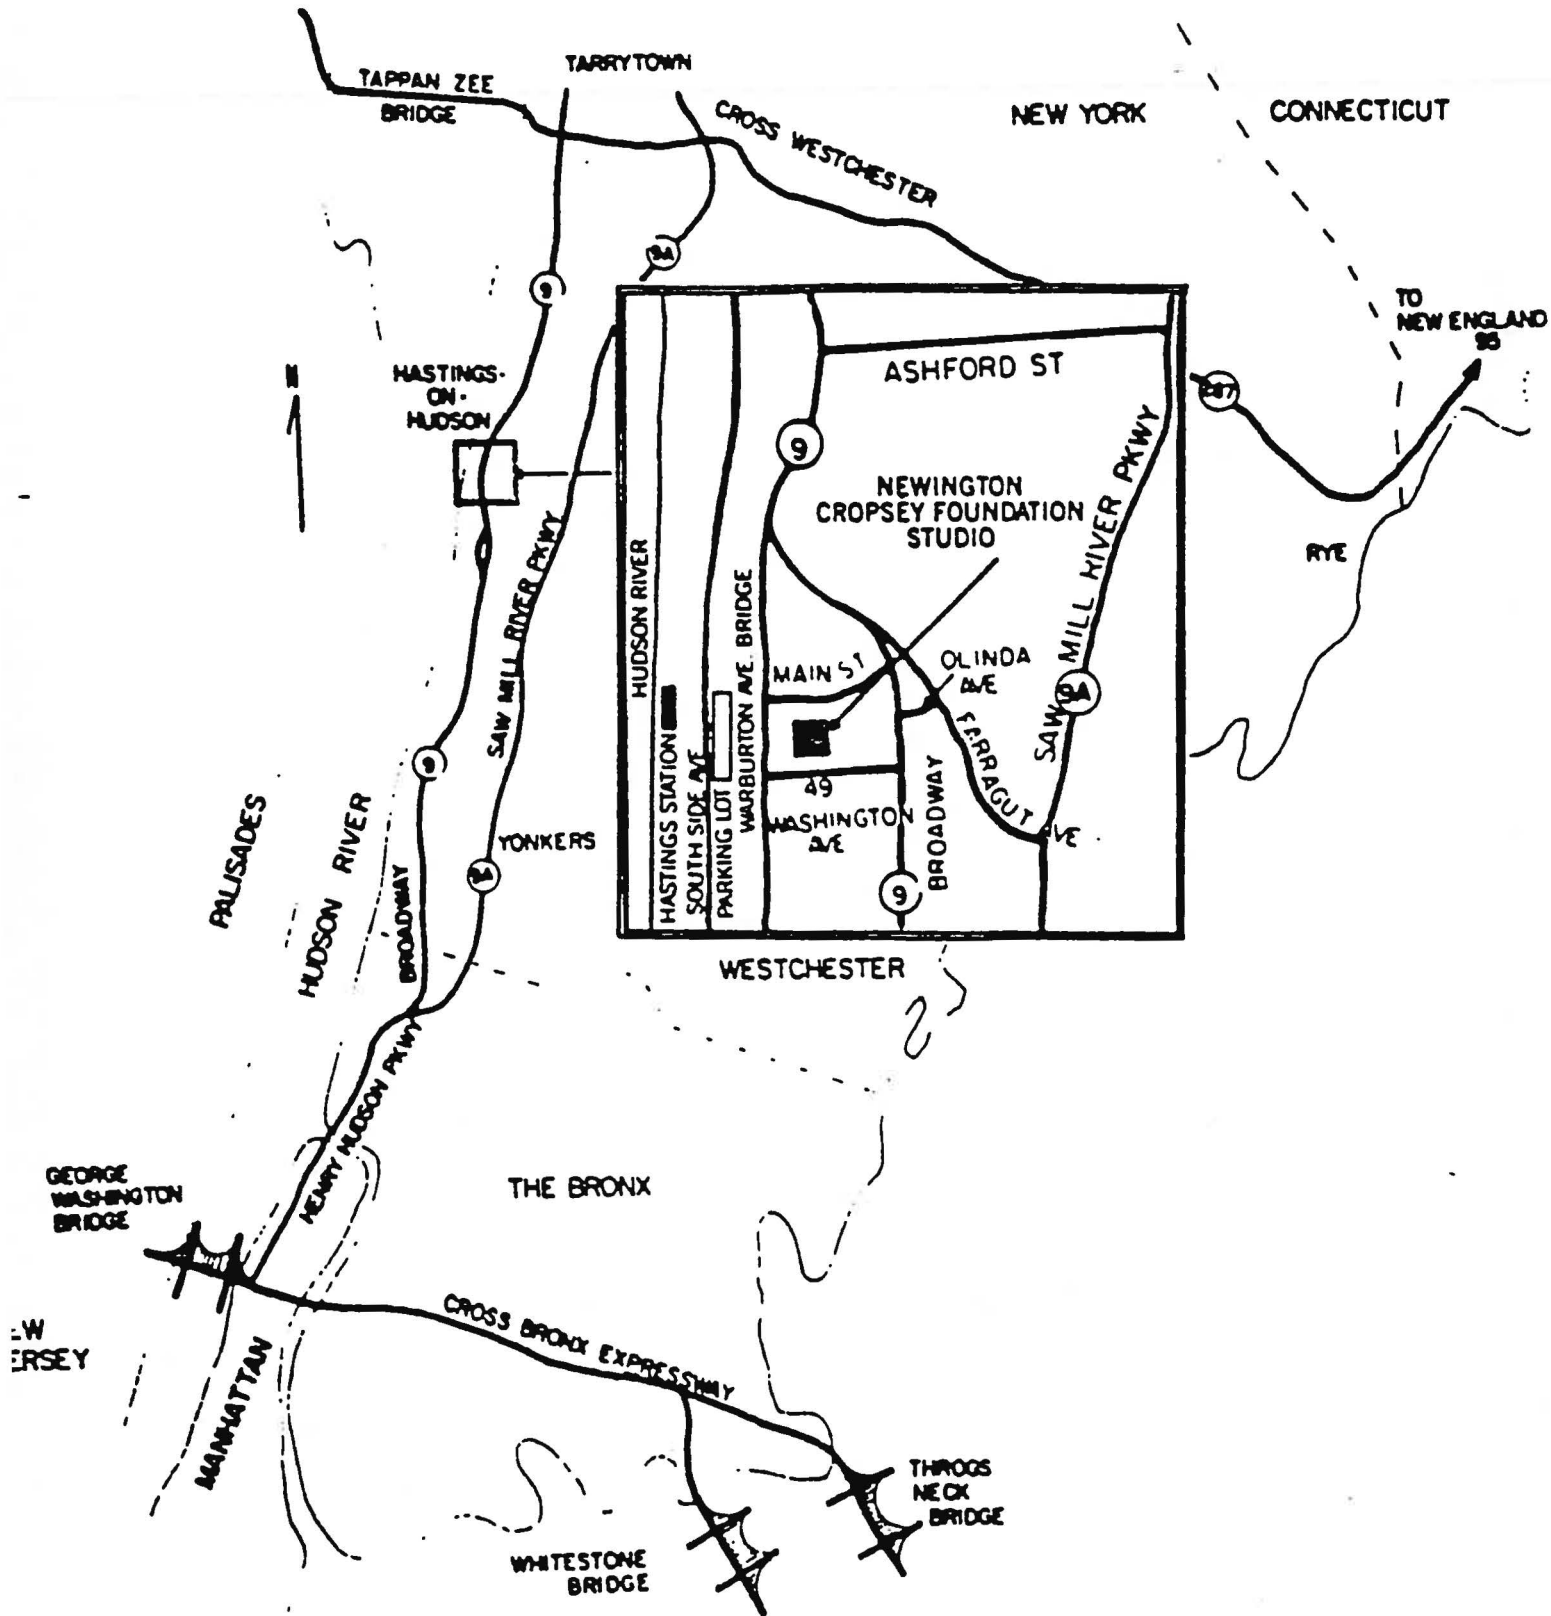 TARRYTOWN
TAPPAN ZEE
BRIDGE
CROSS WESTCHESTER
NEW YORK
CONNECTICUT
9A
9
TO
NEW ENGLAND
95
N
HASTINGS-
ON-
HUDSON
ASHFORD ST
9
NEWINGTON
CROPSEY FOUNDATION
STUDIO
SAW MILL RIVER PKWY
RYE
HUDSON RIVER
WARBURTON AVE. BRIDGE
MAIN ST
OLINDA
AVE
SAW MILL RIVER PKWY
HASTINGS STATION
SOUTH SIDE AVE
PARKING LOT
49
WASHINGTON
AVE
BROADWAY
FARRAGUT AVE
9
9
YONKERS
PALISADES
HUDSON RIVER
BROADWAY
WESTCHESTER
HENRY HUDSON PKWY
GEORGE
WASHINGTON
BRIDGE
THE BRONX
CROSS BRONX EXPRESSWAY
EW
ERSEY
MANHATTAN
THROGS
NECK
BRIDGE
WHITESTONE
BRIDGE